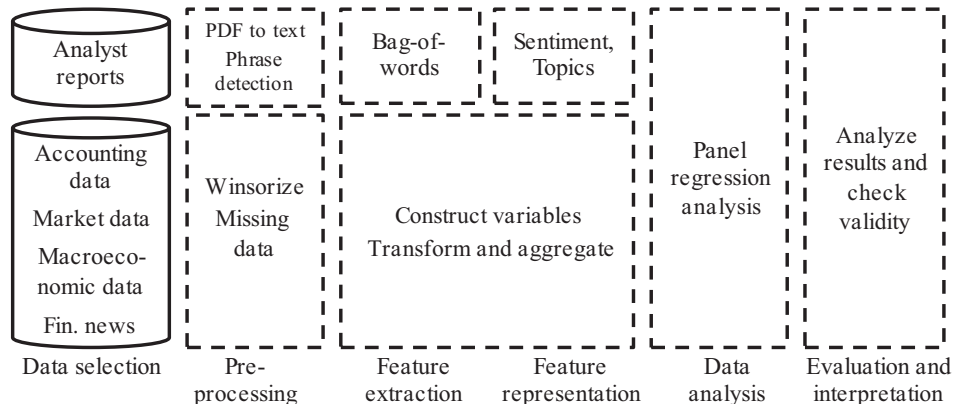 Analyst
reports
PDF to text
Phrase
detection
Bag-of-
words
Sentiment,
Topics
Accounting
data
Market data
Macroeco-
nomic data
Fin. news
Winsorize
Missing
data
Construct variables
Transform and aggregate
Panel
regression
analysis
Analyze
results and
check
validity
Data selection
Pre-
processing
Feature
extraction
Feature
representation
Data
analysis
Evaluation and
interpretation